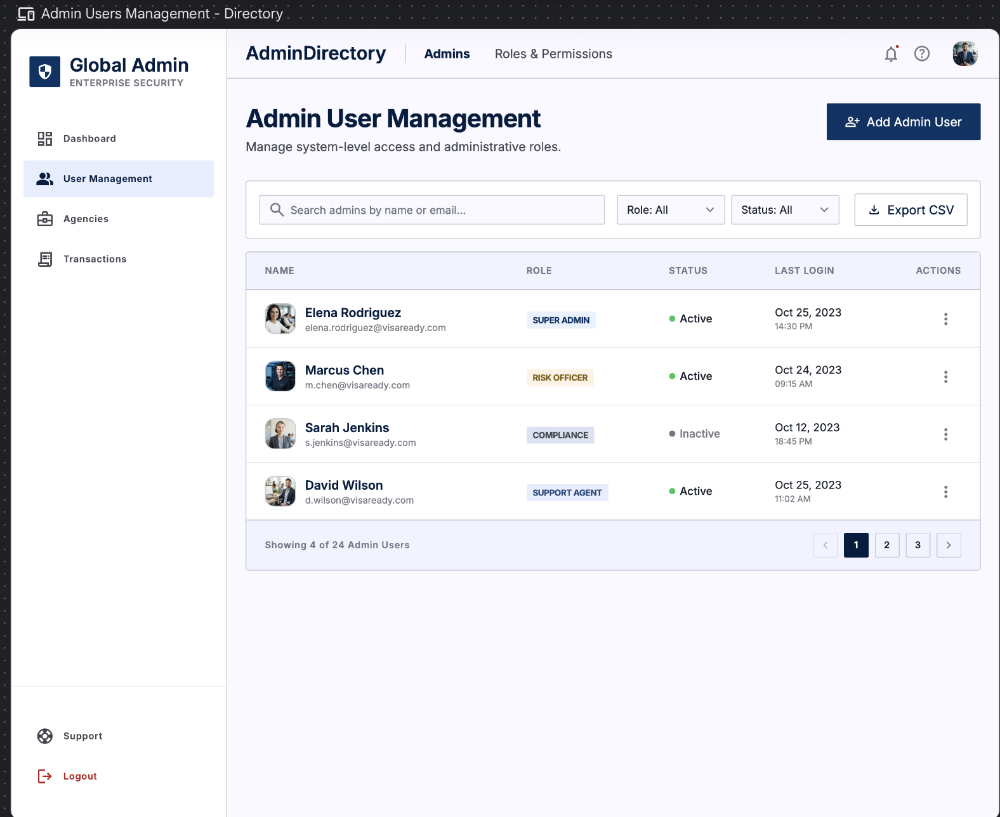 Admin Users Management - Directory
Global Admin
ENTERPRISE SECURITY
Dashboard
User Management
Agencies
Transactions
Support
Logout
AdminDirectory
Admins
Roles & Permissions
Admin User Management
Manage system-level access and administrative roles.
Add Admin User
Search admins by name or email...
Role: All
Status: All
Export CSV
NAME ROLE STATUS LAST LOGIN ACTIONS
Elena Rodriguez
elena.rodriguez@visaready.com
SUPER ADMIN
Active
Oct 25, 2023
14:30 PM
Marcus Chen
m.chen@visaready.com
RISK OFFICER
Active
Oct 24, 2023
09:15 AM
Sarah Jenkins
s.jenkins@visaready.com
COMPLIANCE
Inactive
Oct 12, 2023
18:45 PM
David Wilson
d.wilson@visaready.com
SUPPORT AGENT
Active
Oct 25, 2023
11:02 AM
Showing 4 of 24 Admin Users
1 2 3